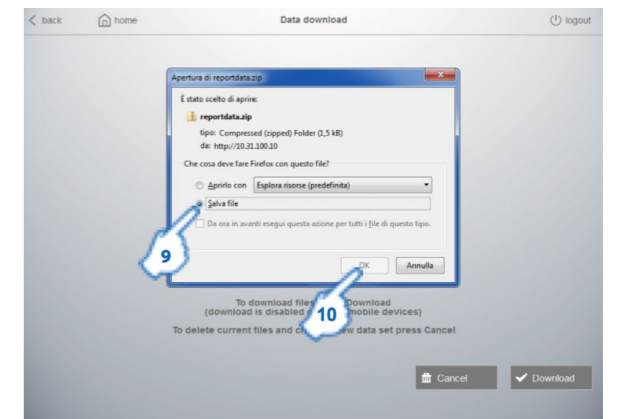 back
home
Data download
logout
Apertura di reportdata.zip
È stato scelto di aprire:
reportdata.zip
tipo: Compressed (zipped) Folder (1,5 kB)
da: http://10.31.100.10
Che cosa deve fare Firefox con questo file?
Aprirlo con Esplora risorse (predefinita)
Salva file
Da ora in avanti esegui questa azione per tutti i file di questo tipo.
9
OK
Annulla
10
To download files Download
(download is disabled mobile devices)
To delete current files and data set press Cancel
Cancel
Download